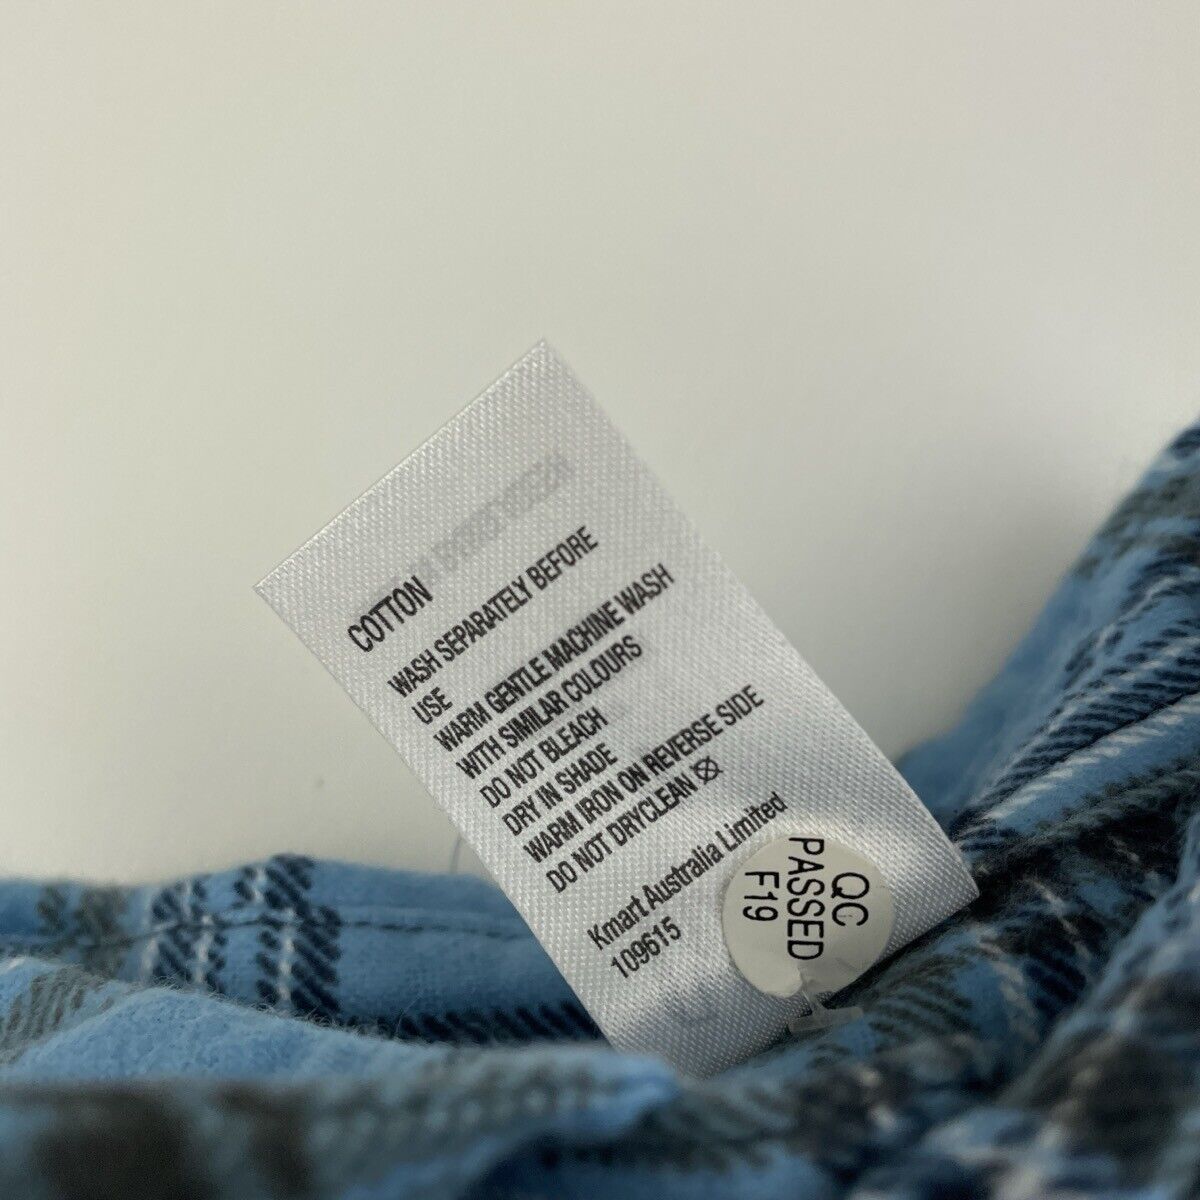 COTTON
WASH SEPARATELY BEFORE
USE
WARM GENTLE MACHINE WASH
WITH SIMILAR COLOURS
DO NOT BLEACH
DRY IN SHADE
WARM IRON ON REVERSE SIDE
DO NOT DRYCLEAN
Kmart Australia Limited
109615
QC
PASSED
F19